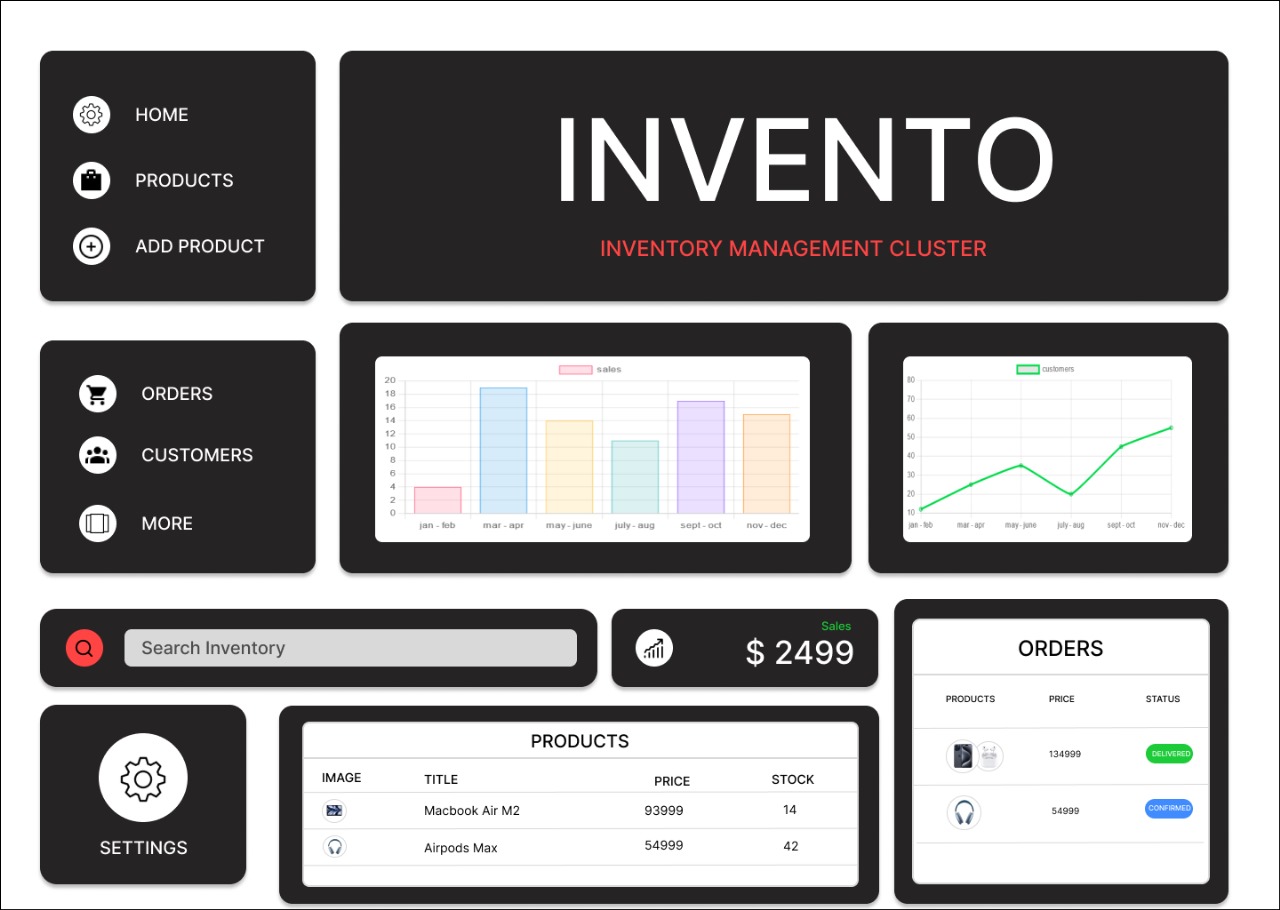 HOME
PRODUCTS
ADD PRODUCT
INVENTO
INVENTORY MANAGEMENT CLUSTER
ORDERS
CUSTOMERS
MORE
sales
20
18
16
14
12
10
8
6
4
2
0
jan - feb mar - apr may - june july - aug sept - oct nov - dec
customers
80
70
60
50
40
30
20
10
jan - feb mar - apr may - june july - aug sept - oct nov - dec
Search Inventory
Sales
$ 2499
ORDERS
PRODUCTS PRICE STATUS
134999 DELIVERED
54999 CONFIRMED
SETTINGS
PRODUCTS
IMAGE TITLE PRICE STOCK
Macbook Air M2 93999 14
Airpods Max 54999 42